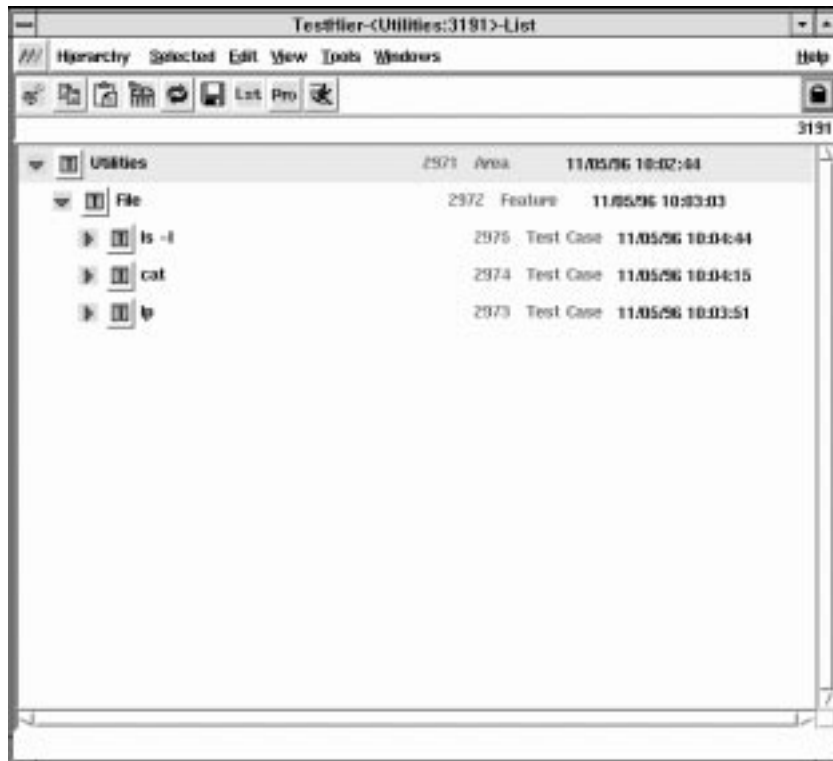 TestHier-<Utilities:3191>-List
Hierarchy Selected Edit View Tools Windows Help
Lst Pro
3191
Utilities 2971 Area 11/05/96 10:02:44
File 2972 Feature 11/05/96 10:03:03
ls -l 2975 Test Case 11/05/96 10:04:44
cat 2974 Test Case 11/05/96 10:04:15
lp 2973 Test Case 11/05/96 10:03:51